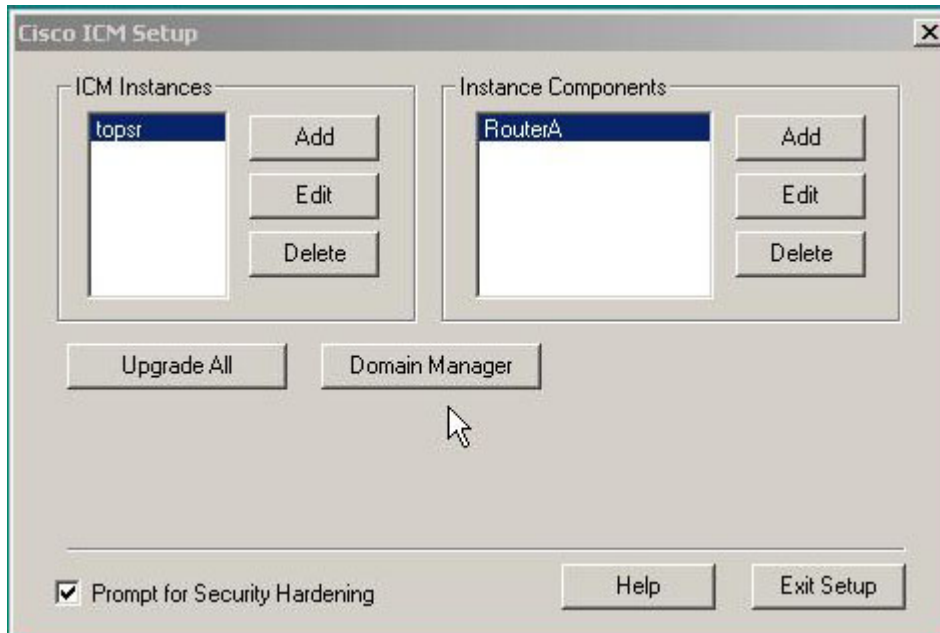 Cisco ICM Setup
ICM Instances
topsr
Add
Edit
Delete
Instance Components
RouterA
Add
Edit
Delete
Upgrade All
Domain Manager
Prompt for Security Hardening
Help
Exit Setup